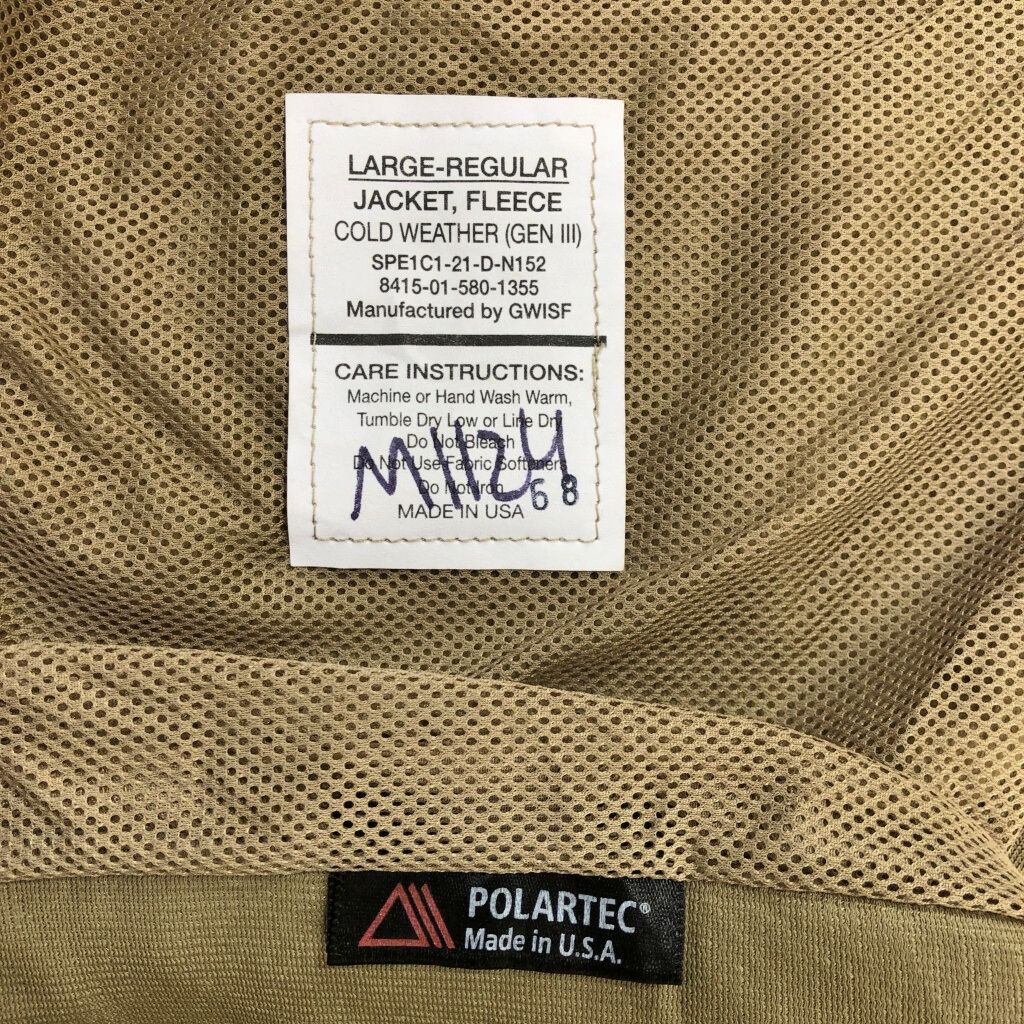 LARGE-REGULAR
JACKET, FLEECE
COLD WEATHER (GEN III)
SPE1C1-21-D-N152
8415-01-580-1355
Manufactured by GWISF
CARE INSTRUCTIONS:
Machine or Hand Wash Warm,
Tumble Dry Low or Line Dry
Do Not Bleach
Do Not Use Fabric Softeners
Do Not Iron
MADE IN USA
68
POLARTEC®
Made in U.S.A.